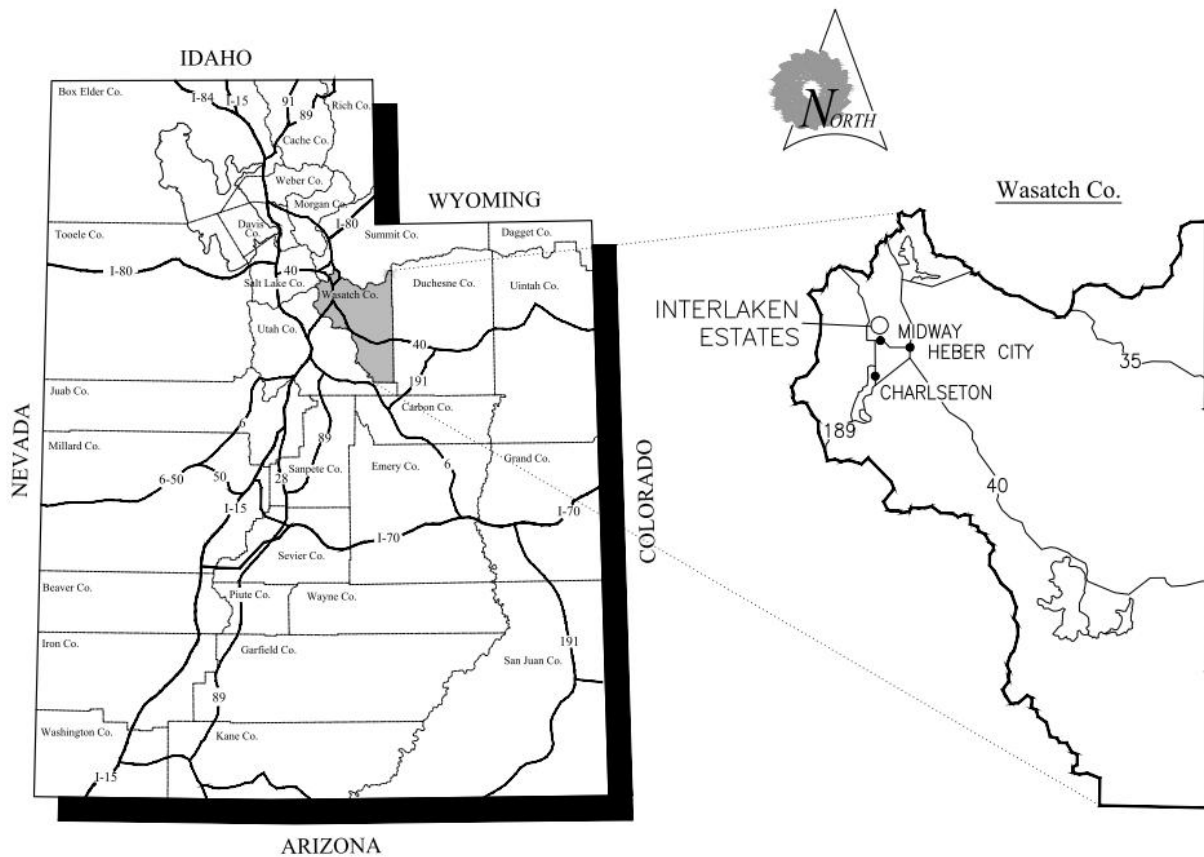 IDAHO
Box Elder Co.
I-84
I-15
91
89
Rich Co.
Cache Co.
Weber Co.
Morgan Co.
WYOMING
Tooele Co.
Davis
Co.
I-80
Summit Co.
Dagget Co.
I-80
40
Salt Lake Co.
Wasatch Co.
Duchesne Co.
Uintah Co.
Utah Co.
40
191
Juab Co.
Carbon Co.
6
89
NEVADA
Millard Co.
Sanpete Co.
Emery Co.
6
Grand Co.
6-50
50
28
I-15
I-70
I-70
COLORADO
Sevier Co.
Beaver Co.
Piute Co.
Wayne Co.
Iron Co.
Garfield Co.
191
San Juan Co.
89
Washington Co.
Kane Co.
I-15
ARIZONA
NORTH
Wasatch Co.
INTERLAKEN
ESTATES
MIDWAY
HEBER CITY
35
CHARLSETON
189
40